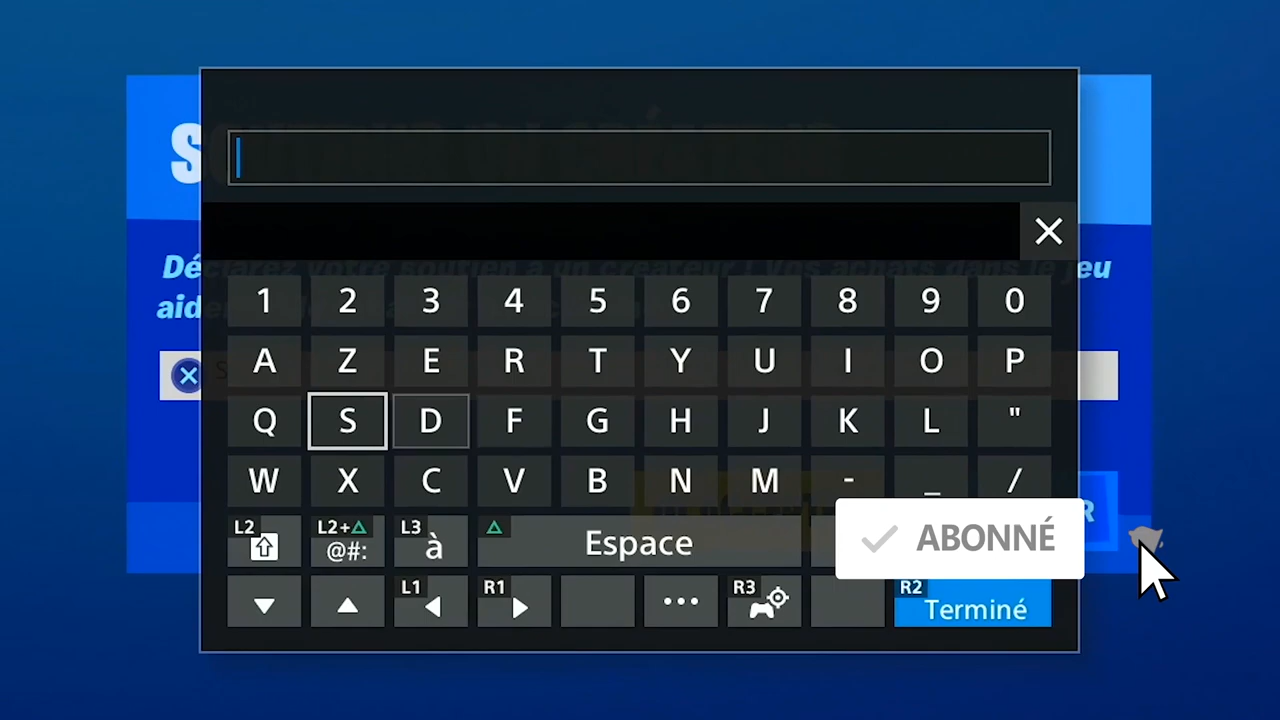 Déclarez votre soutien à un créateur ! Vos achats dans le jeu
1 2 3 4 5 6 7 8 9 0
A Z E R T Y U I O P
Q S D F G H J K L "
W X C V B N M - _ /
L2 L2+△ @#: L3 à △ Espace
ABONNÉ
L1 R1 ... R3 R2 Terminé